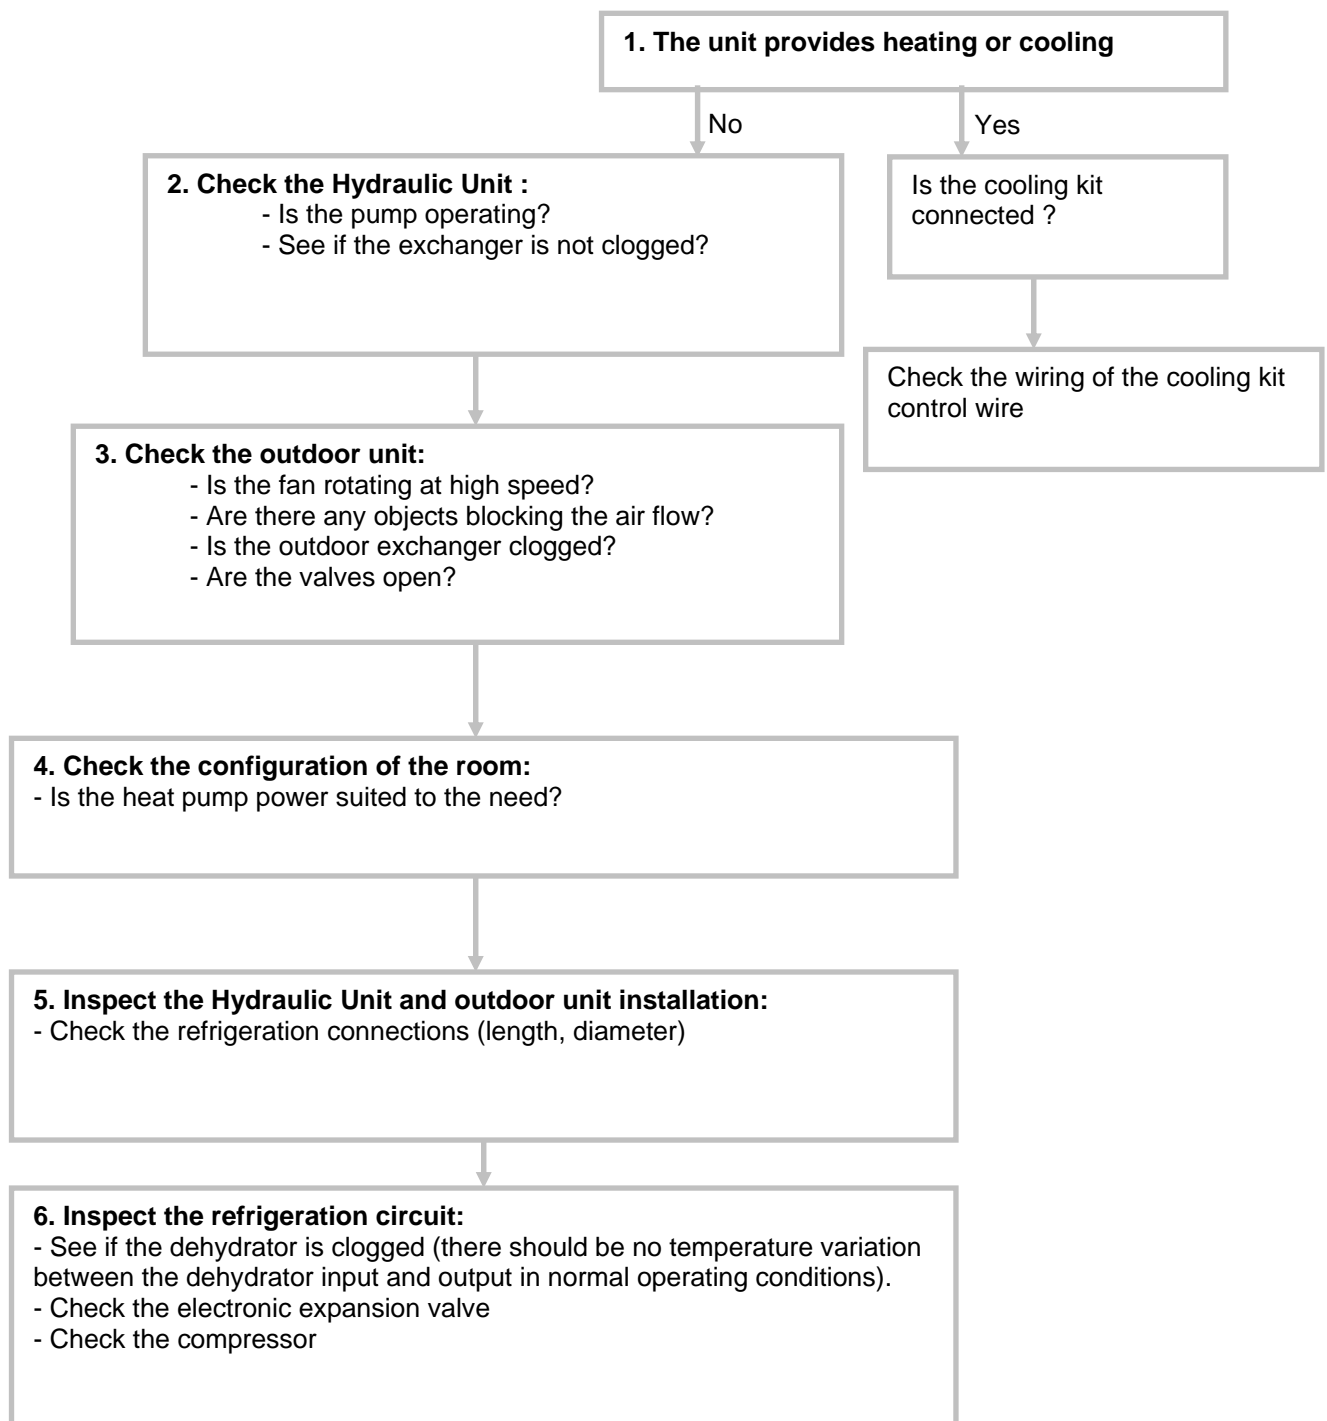 1. The unit provides heating or cooling
No
Yes
2. Check the Hydraulic Unit :
- Is the pump operating?
- See if the exchanger is not clogged?
Is the cooling kit
connected ?
Check the wiring of the cooling kit
control wire
3. Check the outdoor unit:
- Is the fan rotating at high speed?
- Are there any objects blocking the air flow?
- Is the outdoor exchanger clogged?
- Are the valves open?
4. Check the configuration of the room:
- Is the heat pump power suited to the need?
5. Inspect the Hydraulic Unit and outdoor unit installation:
- Check the refrigeration connections (length, diameter)
6. Inspect the refrigeration circuit:
- See if the dehydrator is clogged (there should be no temperature variation
between the dehydrator input and output in normal operating conditions).
- Check the electronic expansion valve
- Check the compressor